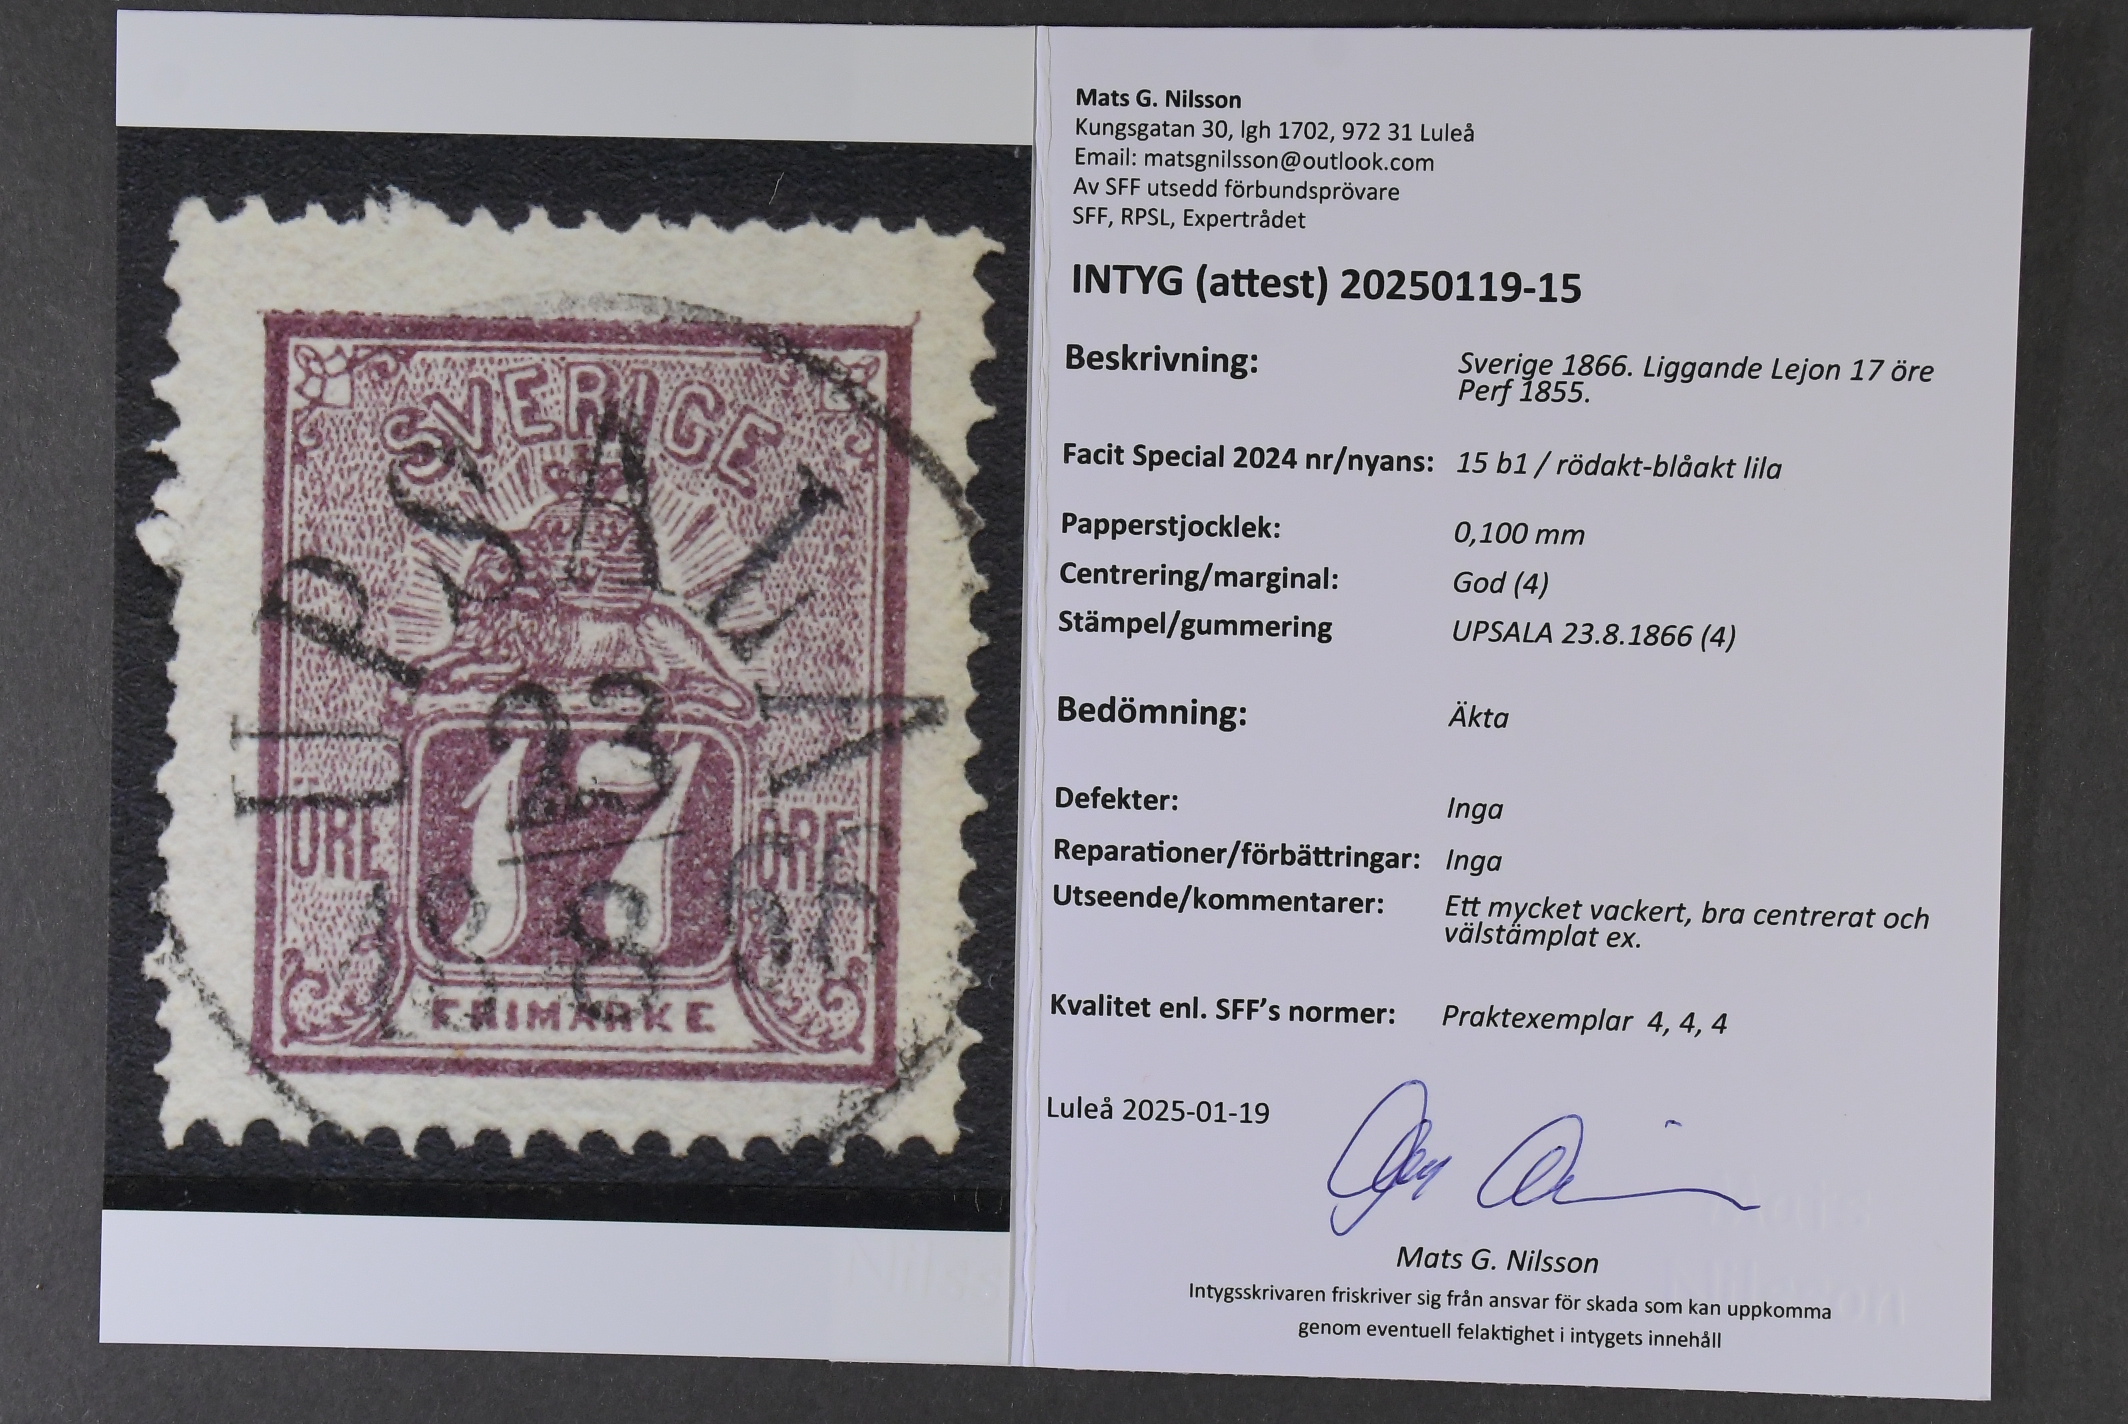 SVERIGE
UPSALA
23
8
1866
17
ÖRE
ÖRE
FRIMÄRKE
Mats G. Nilsson
Kungsgatan 30, lgh 1702, 972 31 Luleå
Email: matsgnilsson@outlook.com
Av SFF utsedd förbundsprövare
SFF, RPSL, Expertrådet
INTYG (attest) 20250119-15
Beskrivning: Sverige 1866. Liggande Lejon 17 öre
Perf 1855.
Facit Special 2024 nr/nyans: 15 b1 / rödakt-blåakt lila
Papperstjocklek: 0,100 mm
Centrering/marginal: God (4)
Stämpel/gummering UPSALA 23.8.1866 (4)
Bedömning: Äkta
Defekter: Inga
Reparationer/förbättringar: Inga
Utseende/kommentarer: Ett mycket vackert, bra centrerat och
välstämplat ex.
Kvalitet enl. SFF's normer: Praktexemplar 4, 4, 4
Luleå 2025-01-19
Mats G. Nilsson
Intygsskrivaren friskriver sig från ansvar för skada som kan uppkomma
genom eventuell felaktighet i intygets innehåll